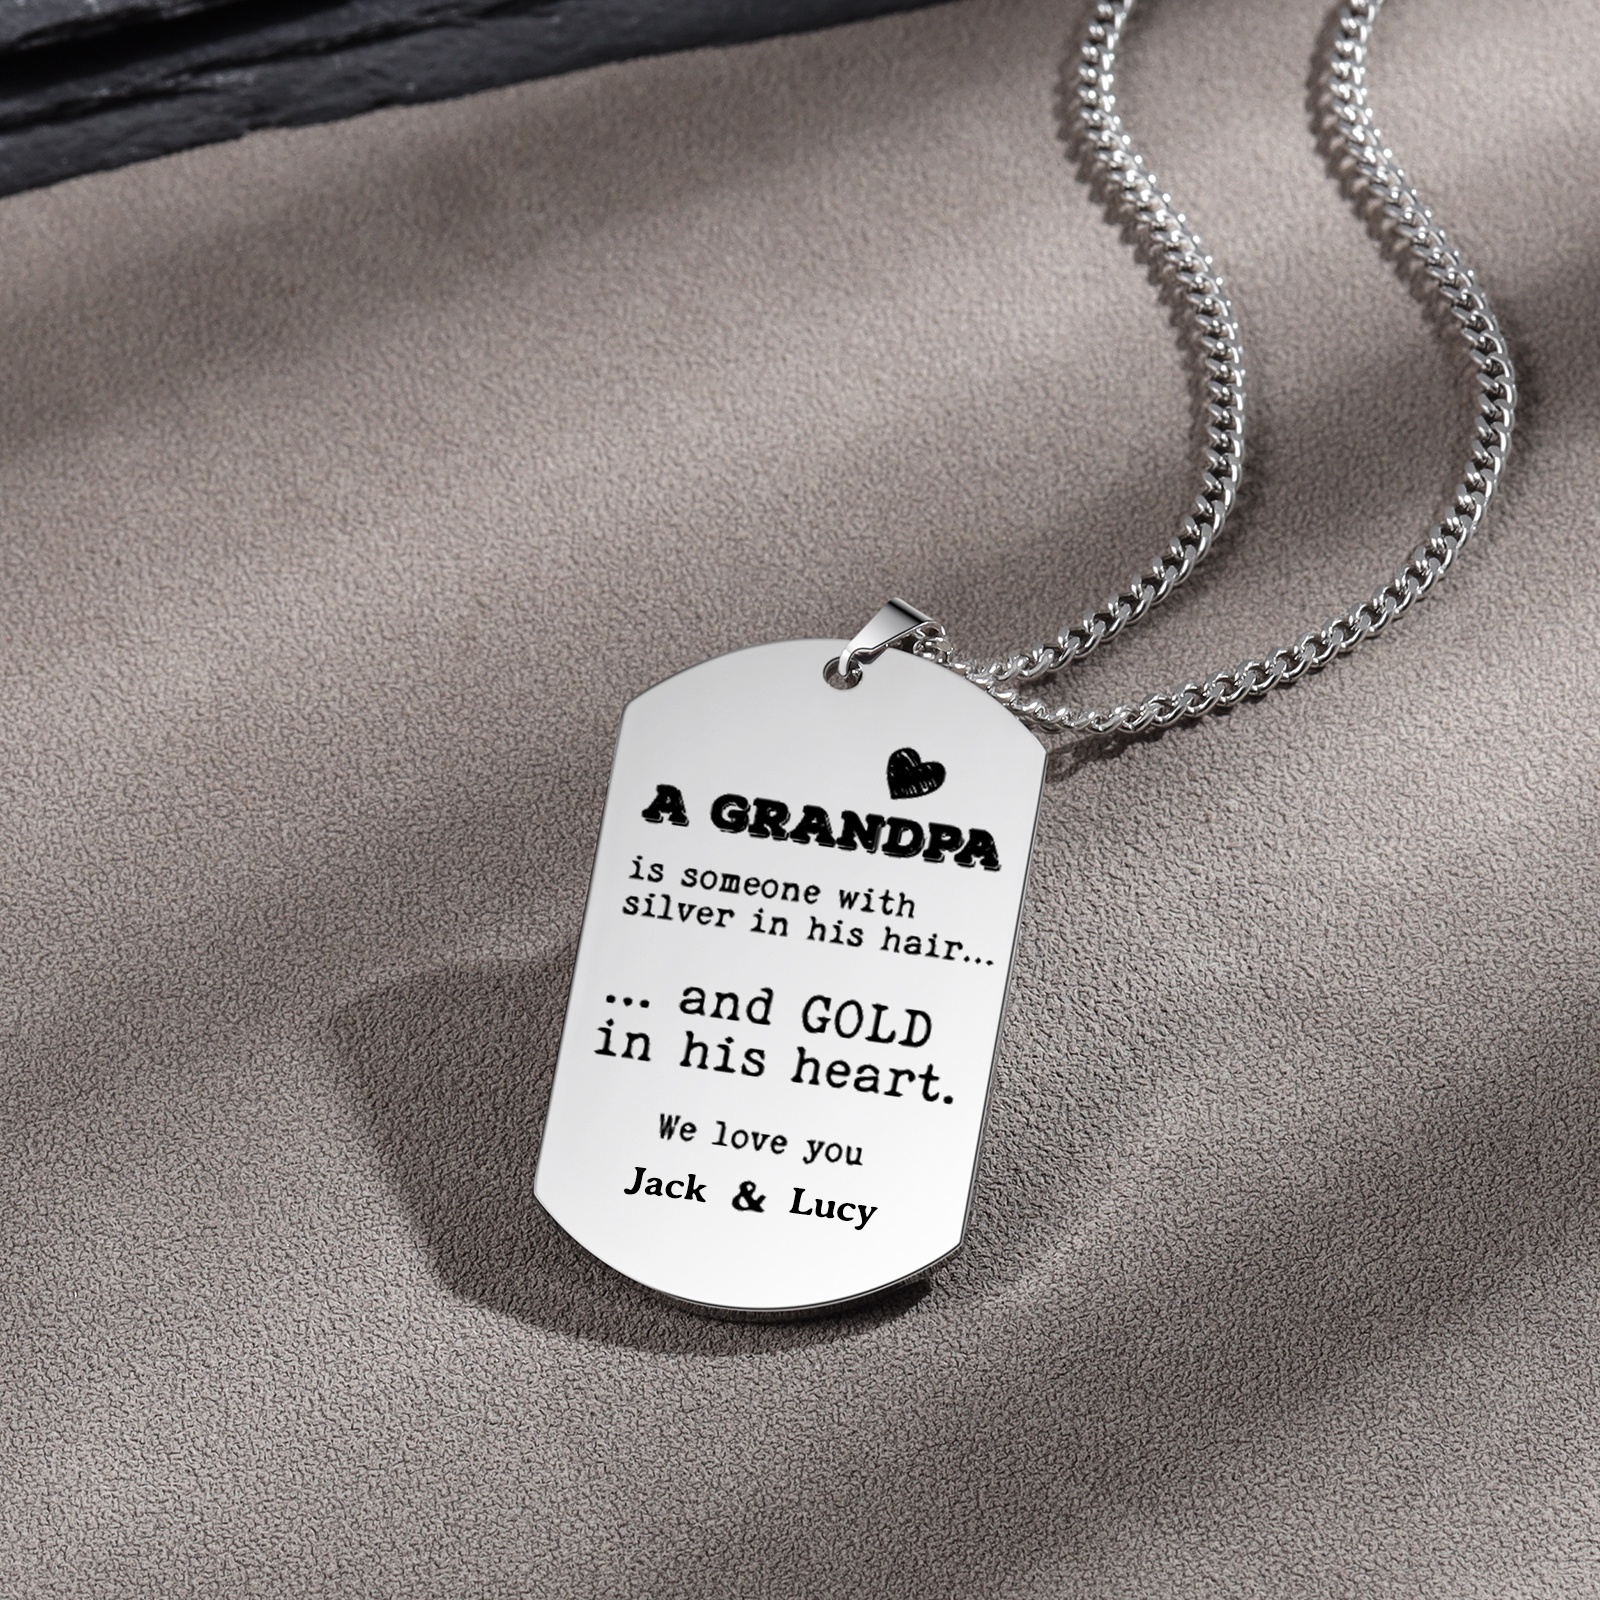 A GRANDPA
is someone with
silver in his hair...
... and GOLD
in his heart.
We love you
Jack & Lucy